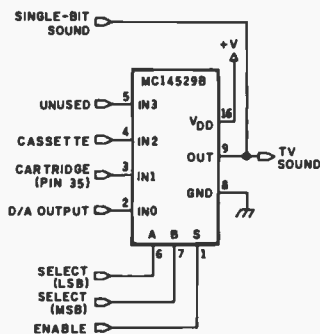 SINGLE-BIT
SOUND
+V
MC14529B
UNUSED 5 IN3
16
VDD
CASSETTE 4 IN2
OUT 9 TV
SOUND
CARTRIDGE
(PIN 35) 3 IN1
GND 8
D/A OUTPUT 2 IN0
A B S
6 7 1
SELECT
(LSB)
SELECT
(MSB)
ENABLE